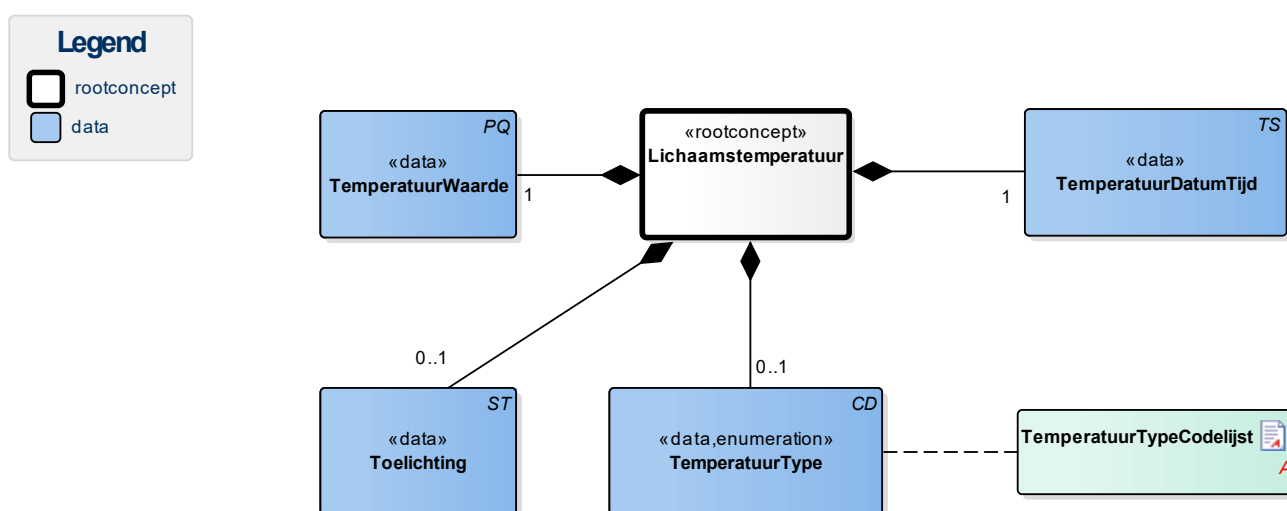 Legend
rootconcept
data
PQ
«data»
TemperatuurWaarde
1
«rootconcept»
Lichaamstemperatuur
TS
«data»
TemperatuurDatumTijd
1
0..1
0..1
ST
«data»
Toelichting
CD
«data,enumeration»
TemperatuurType
TemperatuurTypeCodelijst
A